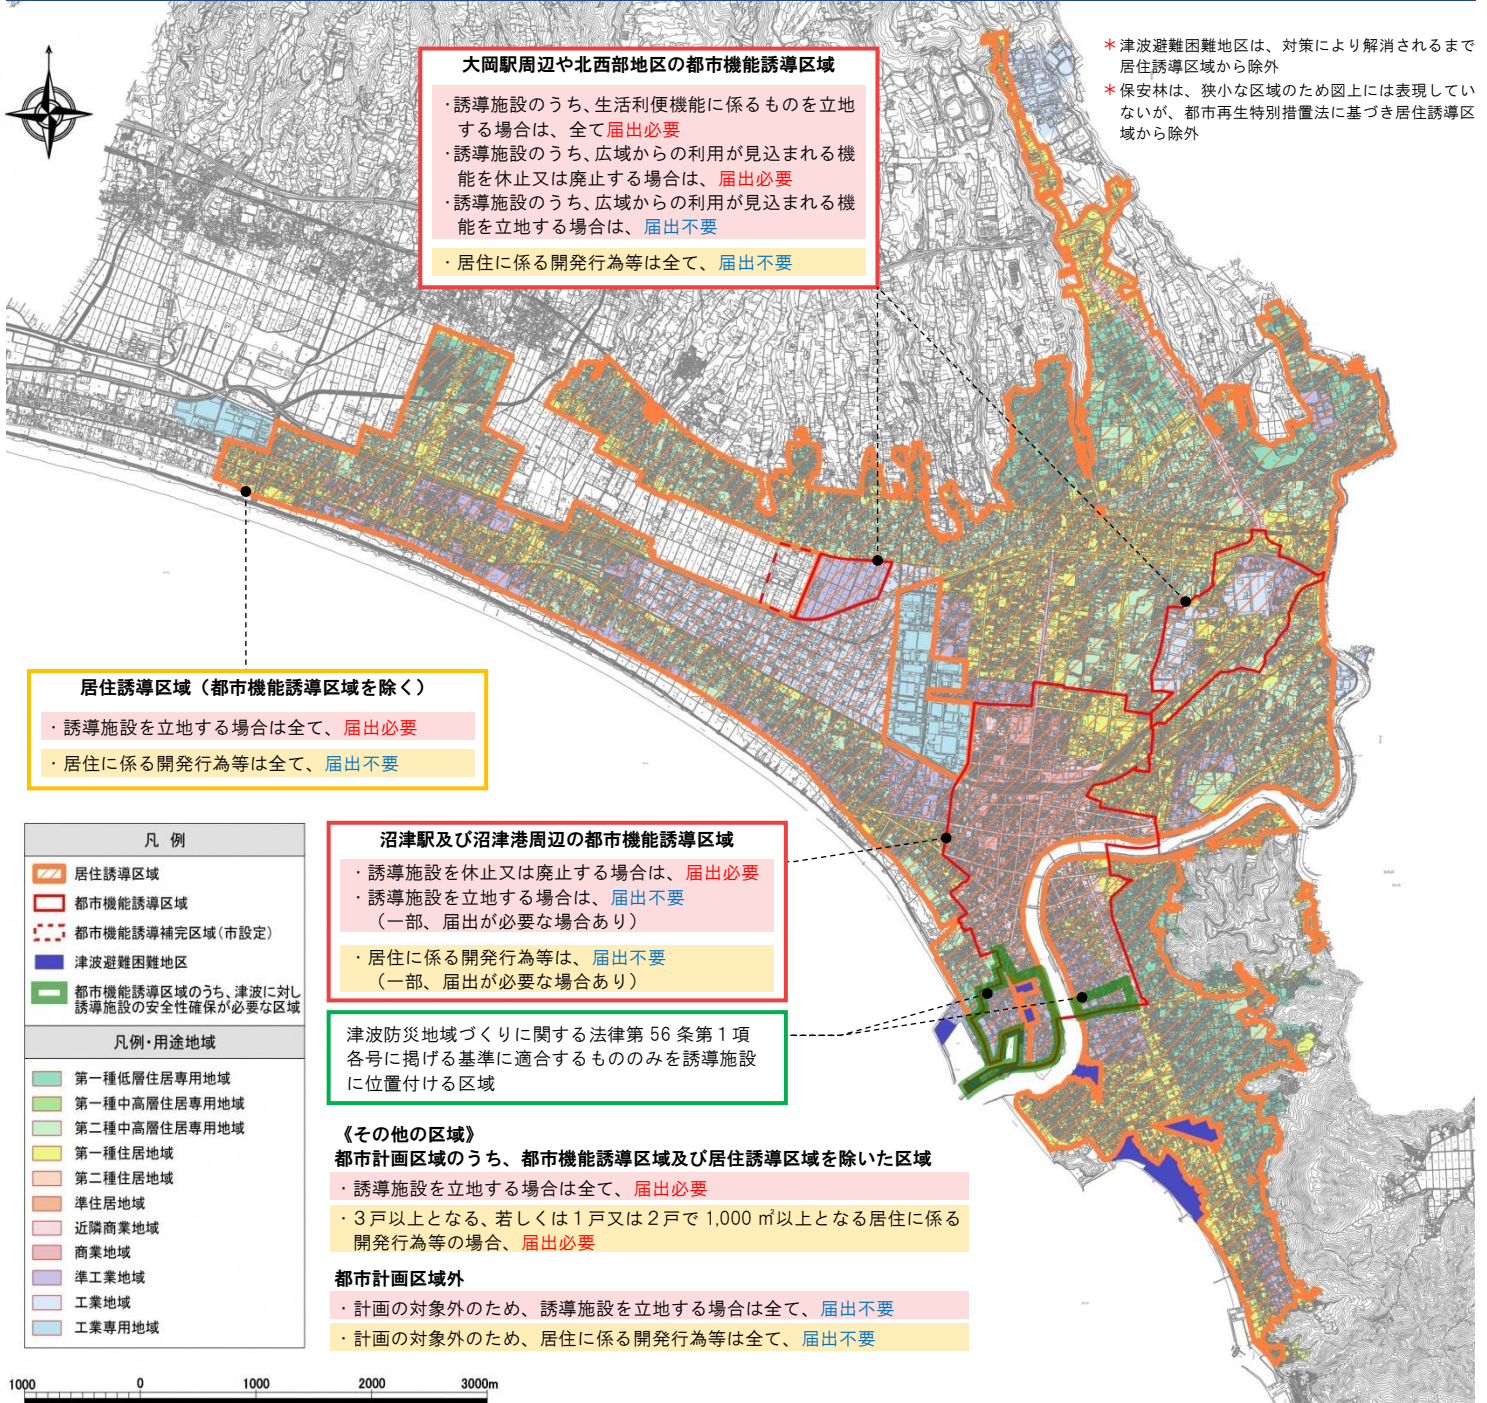 ＊津波避難困難地区は、対策により解消されるまで
居住誘導区域から除外
＊保安林は、狭小な区域のため図上には表現してい
ないが、都市再生特別措置法に基づき居住誘導区
域から除外
大岡駅周辺や北西部地区の都市機能誘導区域
・誘導施設のうち、生活利便機能に係るものを立地
する場合は、全て届出必要
・誘導施設のうち、広域からの利用が見込まれる機
能を休止又は廃止する場合は、届出必要
・誘導施設のうち、広域からの利用が見込まれる機
能を立地する場合は、届出不要
・居住に係る開発行為等は全て、届出不要
居住誘導区域（都市機能誘導区域を除く）
・誘導施設を立地する場合は全て、届出必要
・居住に係る開発行為等は全て、届出不要
凡 例
居住誘導区域
都市機能誘導区域
都市機能誘導補完区域(市設定)
津波避難困難地区
都市機能誘導区域のうち、津波に対し
誘導施設の安全性確保が必要な区域
凡例・用途地域
第一種低層住居専用地域
第一種中高層住居専用地域
第二種中高層住居専用地域
第一種住居地域
第二種住居地域
準住居地域
近隣商業地域
商業地域
準工業地域
工業地域
工業専用地域
沼津駅及び沼津港周辺の都市機能誘導区域
・誘導施設を休止又は廃止する場合は、届出必要
・誘導施設を立地する場合は、届出不要
（一部、届出が必要な場合あり）
・居住に係る開発行為等は、届出不要
（一部、届出が必要な場合あり）
津波防災地域づくりに関する法律第 56 条第１項
各号に掲げる基準に適合するもののみを誘導施設
に位置付ける区域
《その他の区域》
都市計画区域のうち、都市機能誘導区域及び居住誘導区域を除いた区域
・誘導施設を立地する場合は全て、届出必要
・３戸以上となる、若しくは１戸又は２戸で 1,000 ㎡以上となる居住に係る
開発行為等の場合、届出必要
都市計画区域外
・計画の対象外のため、誘導施設を立地する場合は全て、届出不要
・計画の対象外のため、居住に係る開発行為等は全て、届出不要
1000 0 1000 2000 3000m